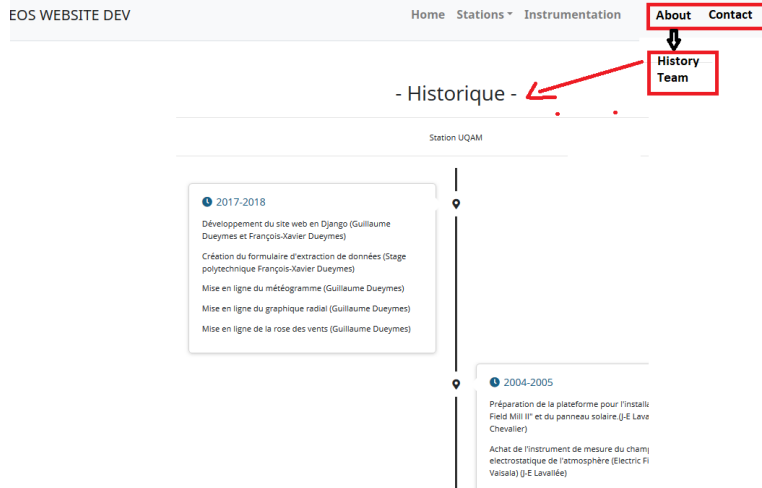 EOS WEBSITE DEV
Home Stations Instrumentation About Contact
History
Team
- Historique -
Station UQAM
2017-2018
Développement du site web en Django (Guillaume
Dueymes et François-Xavier Dueymes)
Création du formulaire d'extraction de données (Stage
polytechnique François-Xavier Dueymes)
Mise en ligne du météogramme (Guillaume Dueymes)
Mise en ligne du graphique radial (Guillaume Dueymes)
Mise en ligne de la rose des vents (Guillaume Dueymes)
2004-2005
Préparation de la plateforme pour l'installa
Field Mill II" et du panneau solaire.(J-E Lava
Chevalier)
Achat de l'instrument de mesure du champ
electrostatique de l'atmosphère (Electric Fi
Vaisala) (J-E Lavallée)